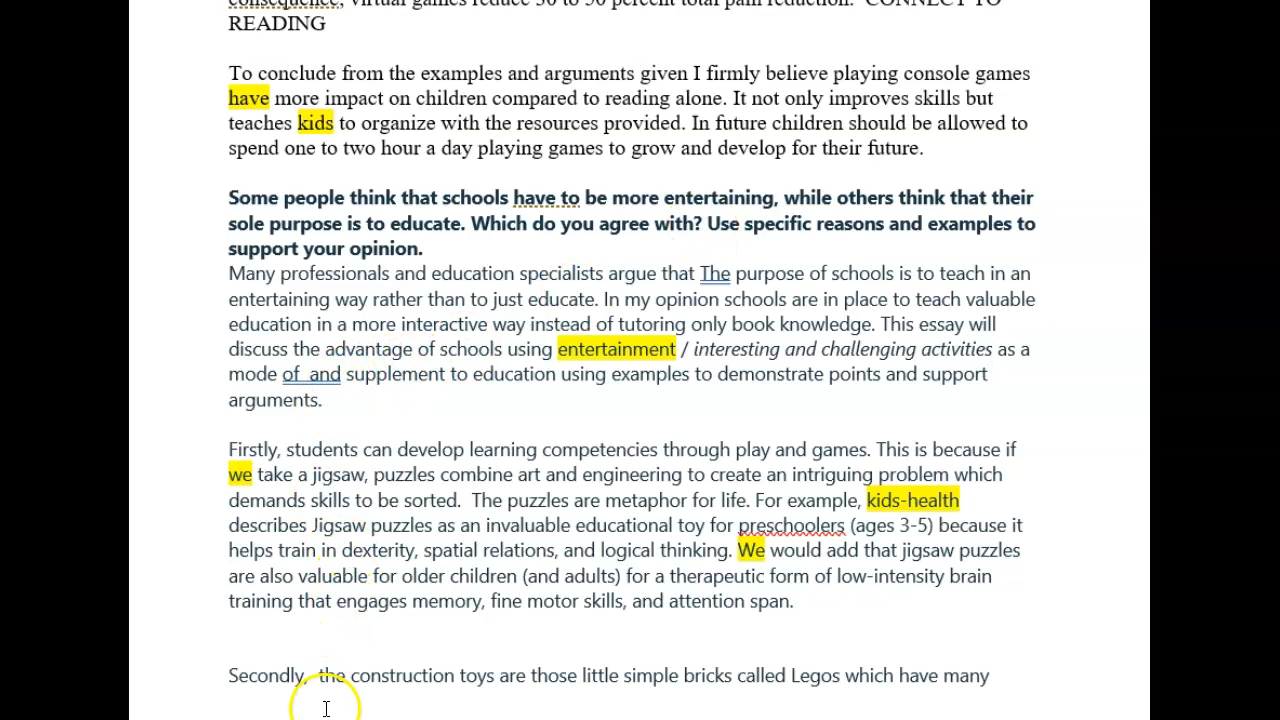 consequence, virtual games reduce 30 to 50 percent total pain reduction. CONNECT TO
READING
To conclude from the examples and arguments given I firmly believe playing console games
have more impact on children compared to reading alone. It not only improves skills but
teaches kids to organize with the resources provided. In future children should be allowed to
spend one to two hour a day playing games to grow and develop for their future.
Some people think that schools have to be more entertaining, while others think that their
sole purpose is to educate. Which do you agree with? Use specific reasons and examples to
support your opinion.
Many professionals and education specialists argue that The purpose of schools is to teach in an
entertaining way rather than to just educate. In my opinion schools are in place to teach valuable
education in a more interactive way instead of tutoring only book knowledge. This essay will
discuss the advantage of schools using entertainment / interesting and challenging activities as a
mode of  and supplement to education using examples to demonstrate points and support
arguments.
Firstly, students can develop learning competencies through play and games. This is because if
we take a jigsaw, puzzles combine art and engineering to create an intriguing problem which
demands skills to be sorted.  The puzzles are metaphor for life. For example, kids-health
describes Jigsaw puzzles as an invaluable educational toy for preschoolers (ages 3-5) because it
helps train in dexterity, spatial relations, and logical thinking. We would add that jigsaw puzzles
are also valuable for older children (and adults) for a therapeutic form of low-intensity brain
training that engages memory, fine motor skills, and attention span.
Secondly,  the construction toys are those little simple bricks called Legos which have many